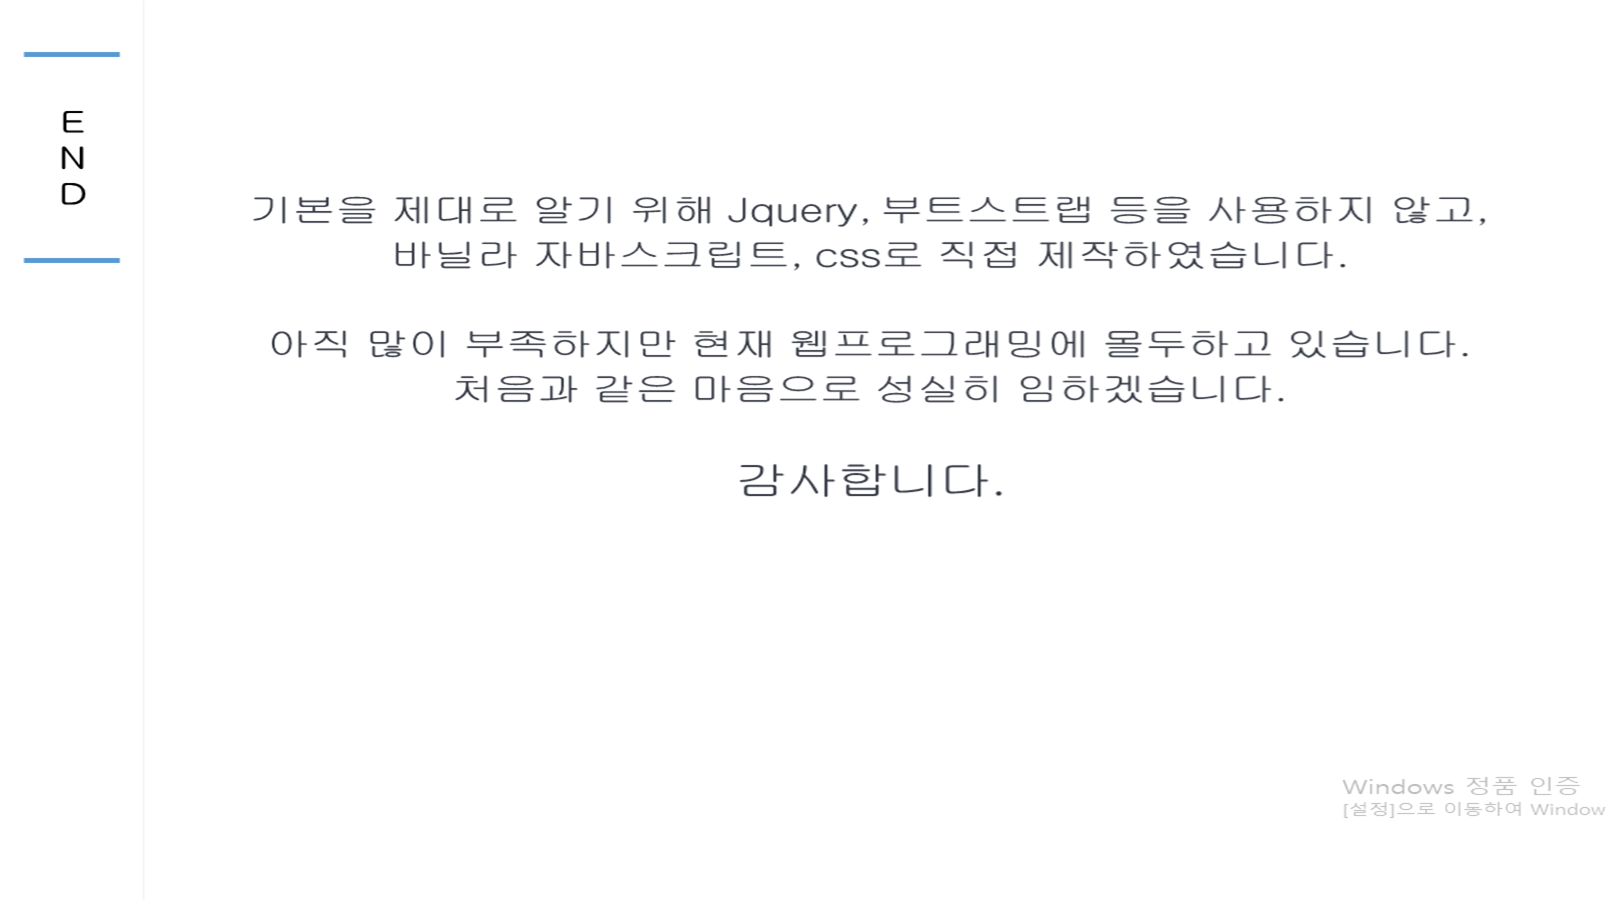 E
N
D
기본을 제대로 알기 위해 Jquery, 부트스트랩 등을 사용하지 않고,
바닐라 자바스크립트, css로 직접 제작하였습니다.
아직 많이 부족하지만 현재 웹프로그래밍에 몰두하고 있습니다.
처음과 같은 마음으로 성실히 임하겠습니다.
감사합니다.
Windows 정품 인증
[설정]으로 이동하여 Window